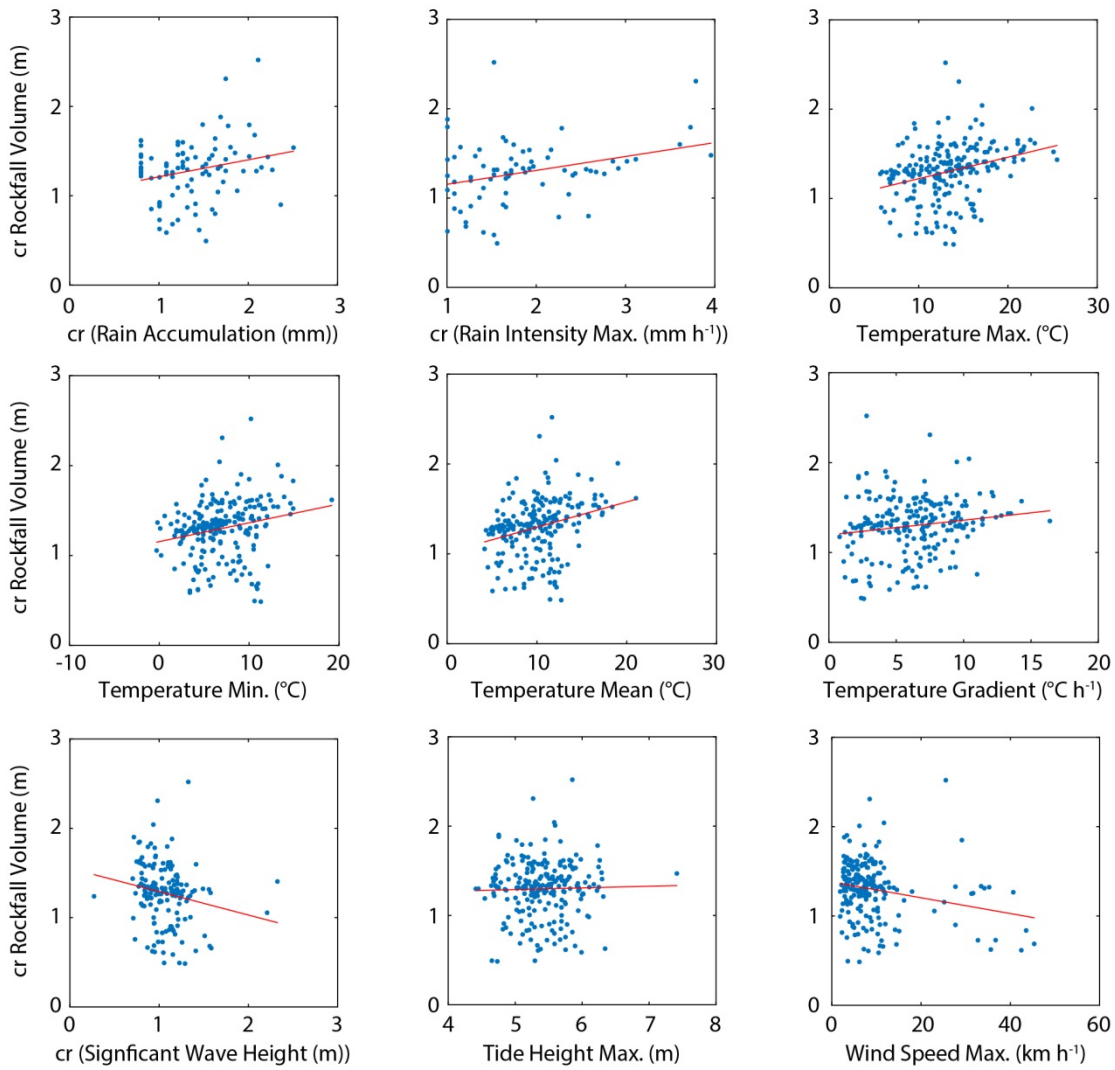 3
2
1
0
cr Rockfall Volume (m)
0 1 2 3
cr (Rain Accumulation (mm))
3
2
1
0
1 2 3 4
cr (Rain Intensity Max. (mm h⁻¹))
3
2
1
0
0 10 20 30
Temperature Max. (°C)
3
2
1
0
cr Rockfall Volume (m)
-10 0 10 20
Temperature Min. (°C)
3
2
1
0
0 10 20 30
Temperature Mean (°C)
3
2
1
0
0 5 10 15 20
Temperature Gradient (°C h⁻¹)
3
2
1
0
cr Rockfall Volume (m)
0 1 2 3
cr (Signficant Wave Height (m))
3
2
1
0
4 5 6 7 8
Tide Height Max. (m)
3
2
1
0
0 20 40 60
Wind Speed Max. (km h⁻¹)